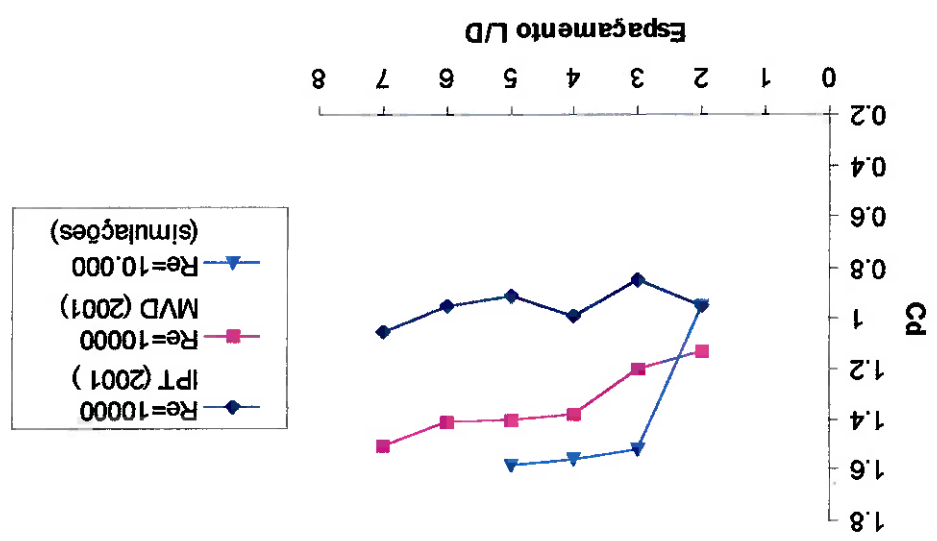 1.8
1.6
1.4
1.2
1
0.8
0.6
0.4
0.2
Cd
0 1 2 3 4 5 6 7 8
Espaçamento L/D
Re=10000
IPT (2001 )
Re=10000
MVD (2001)
Re=10.000
(simulações)